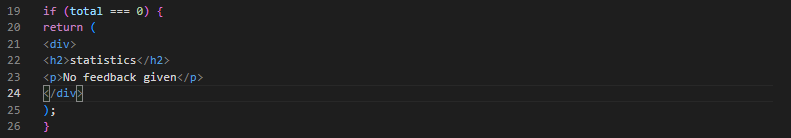 19 if (total === 0) {
20 return (
21 <div>
22 <h2>statistics</h2>
23 <p>No feedback given</p>
24 </div>
25 );
26 }